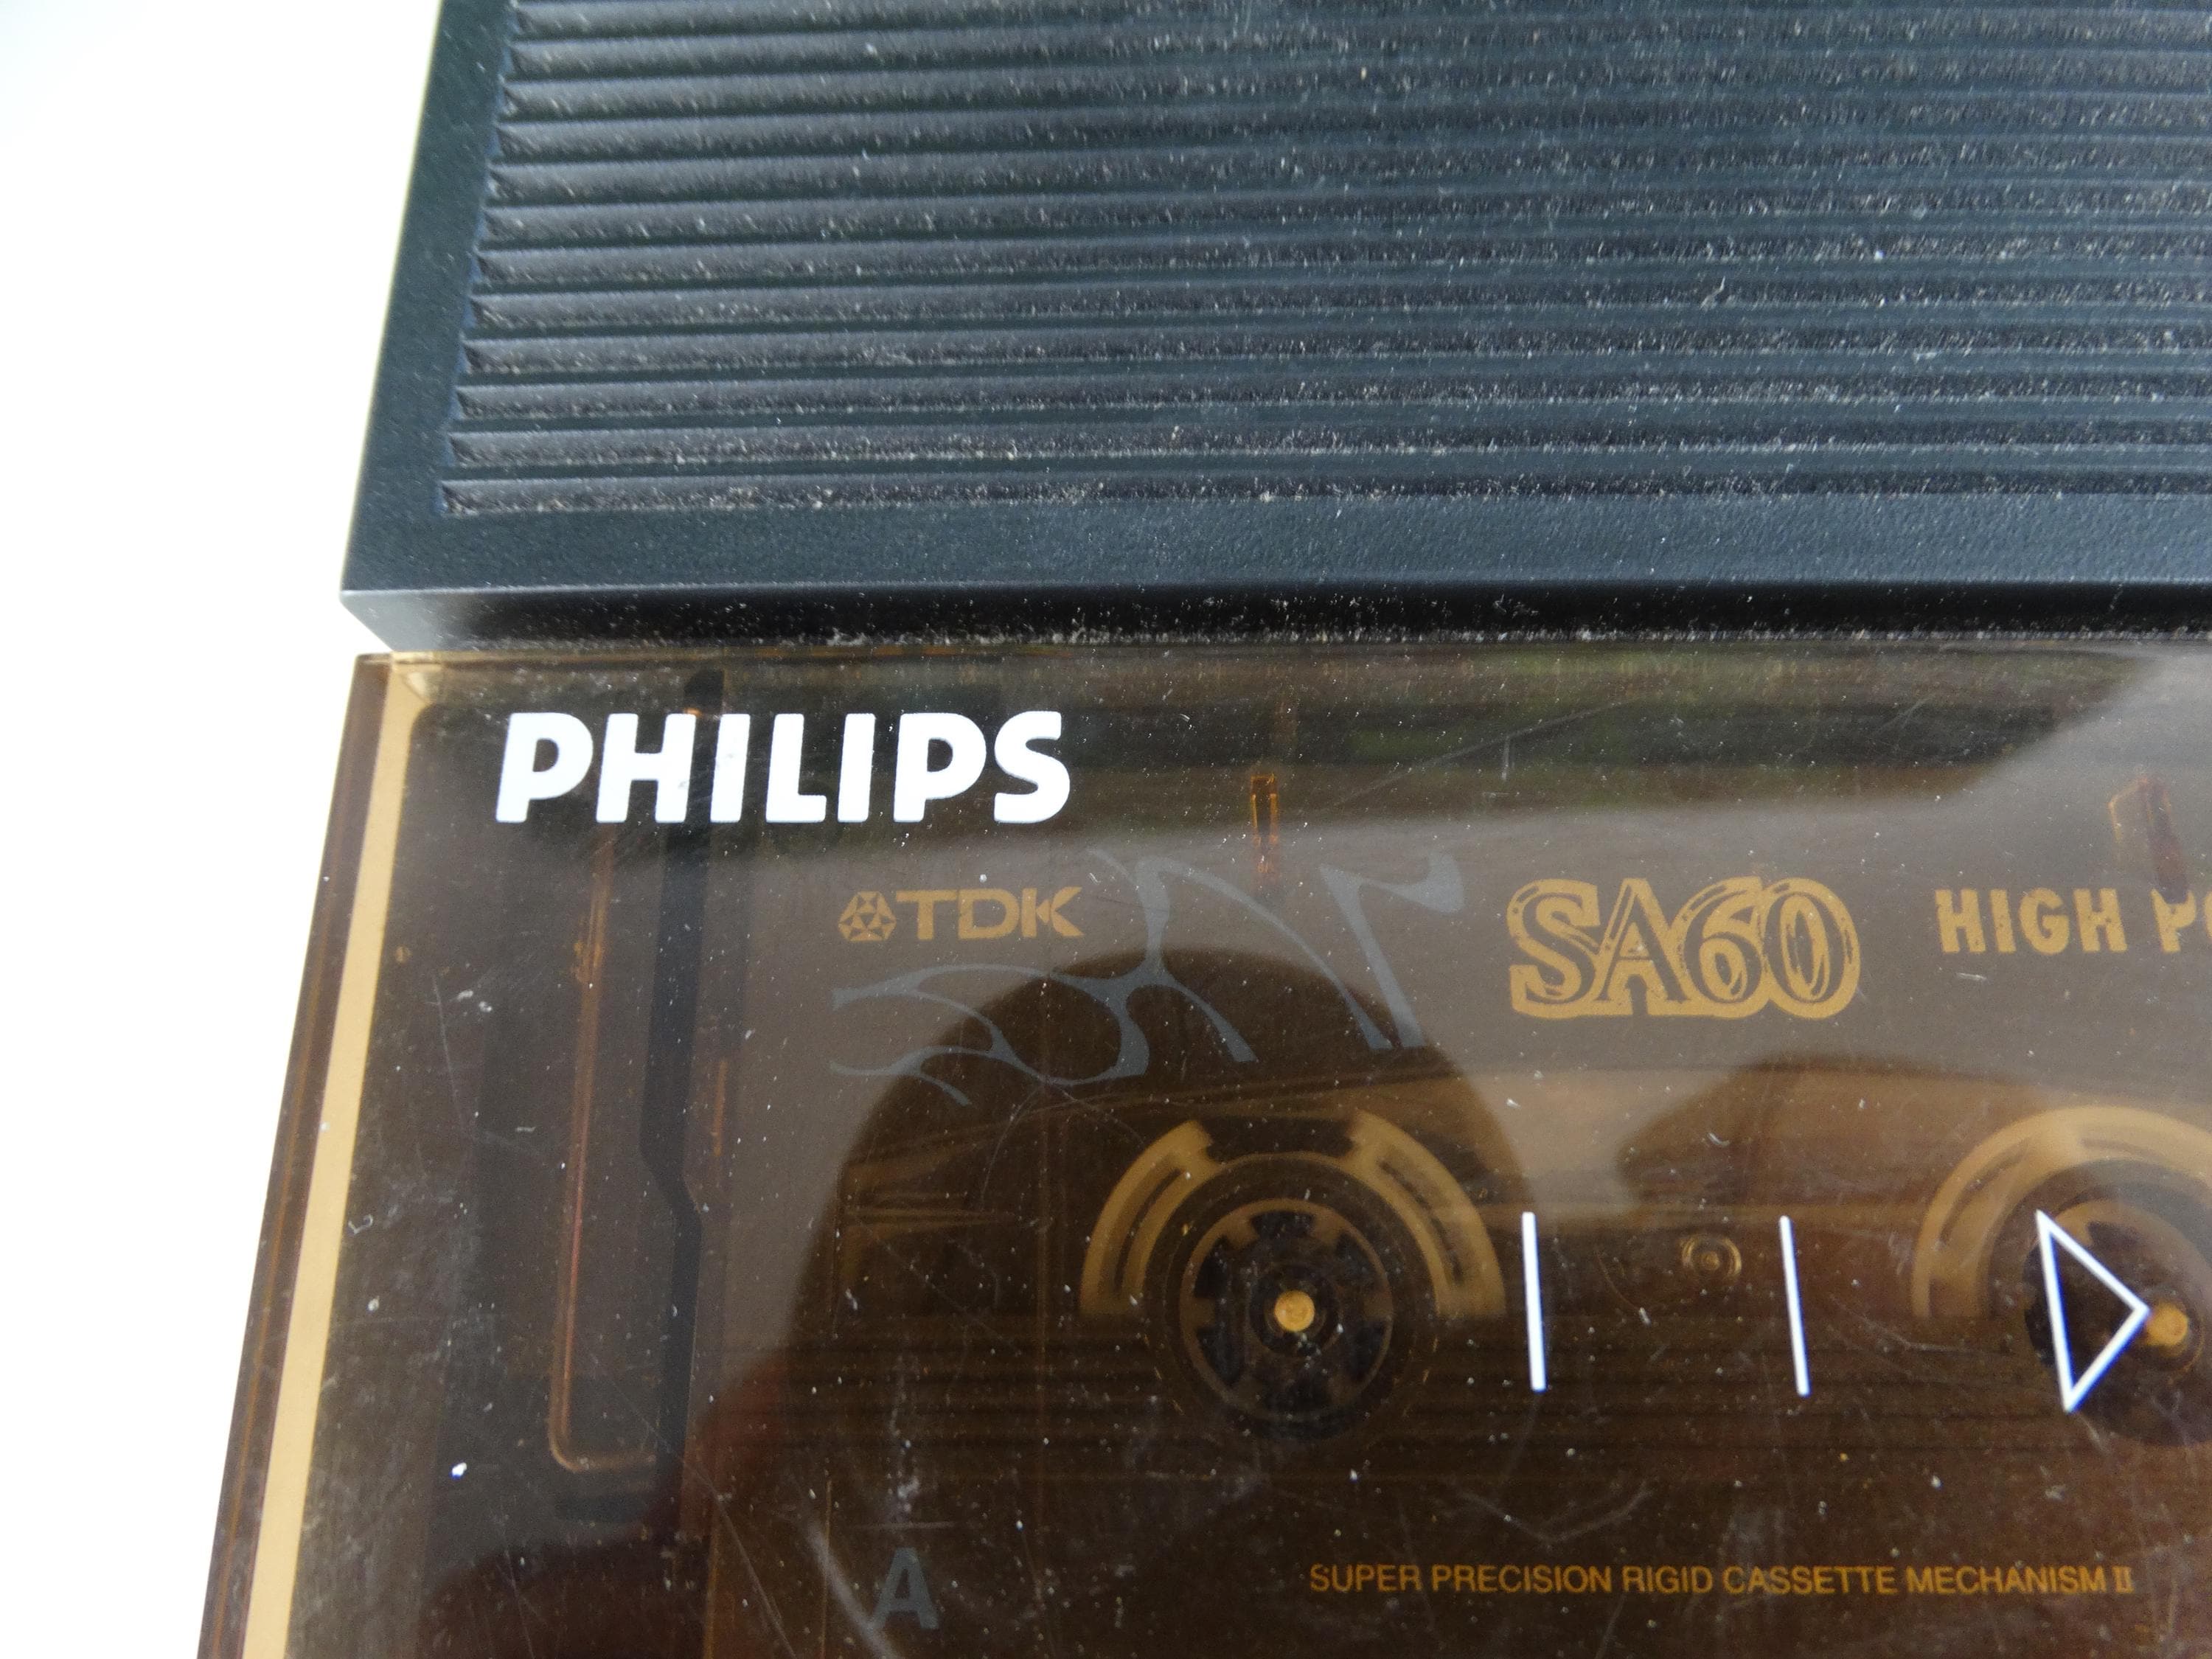 PHILIPS
TDK SA60 HIGH
A
SUPER PRECISION RIGID CASSETTE MECHANISM II